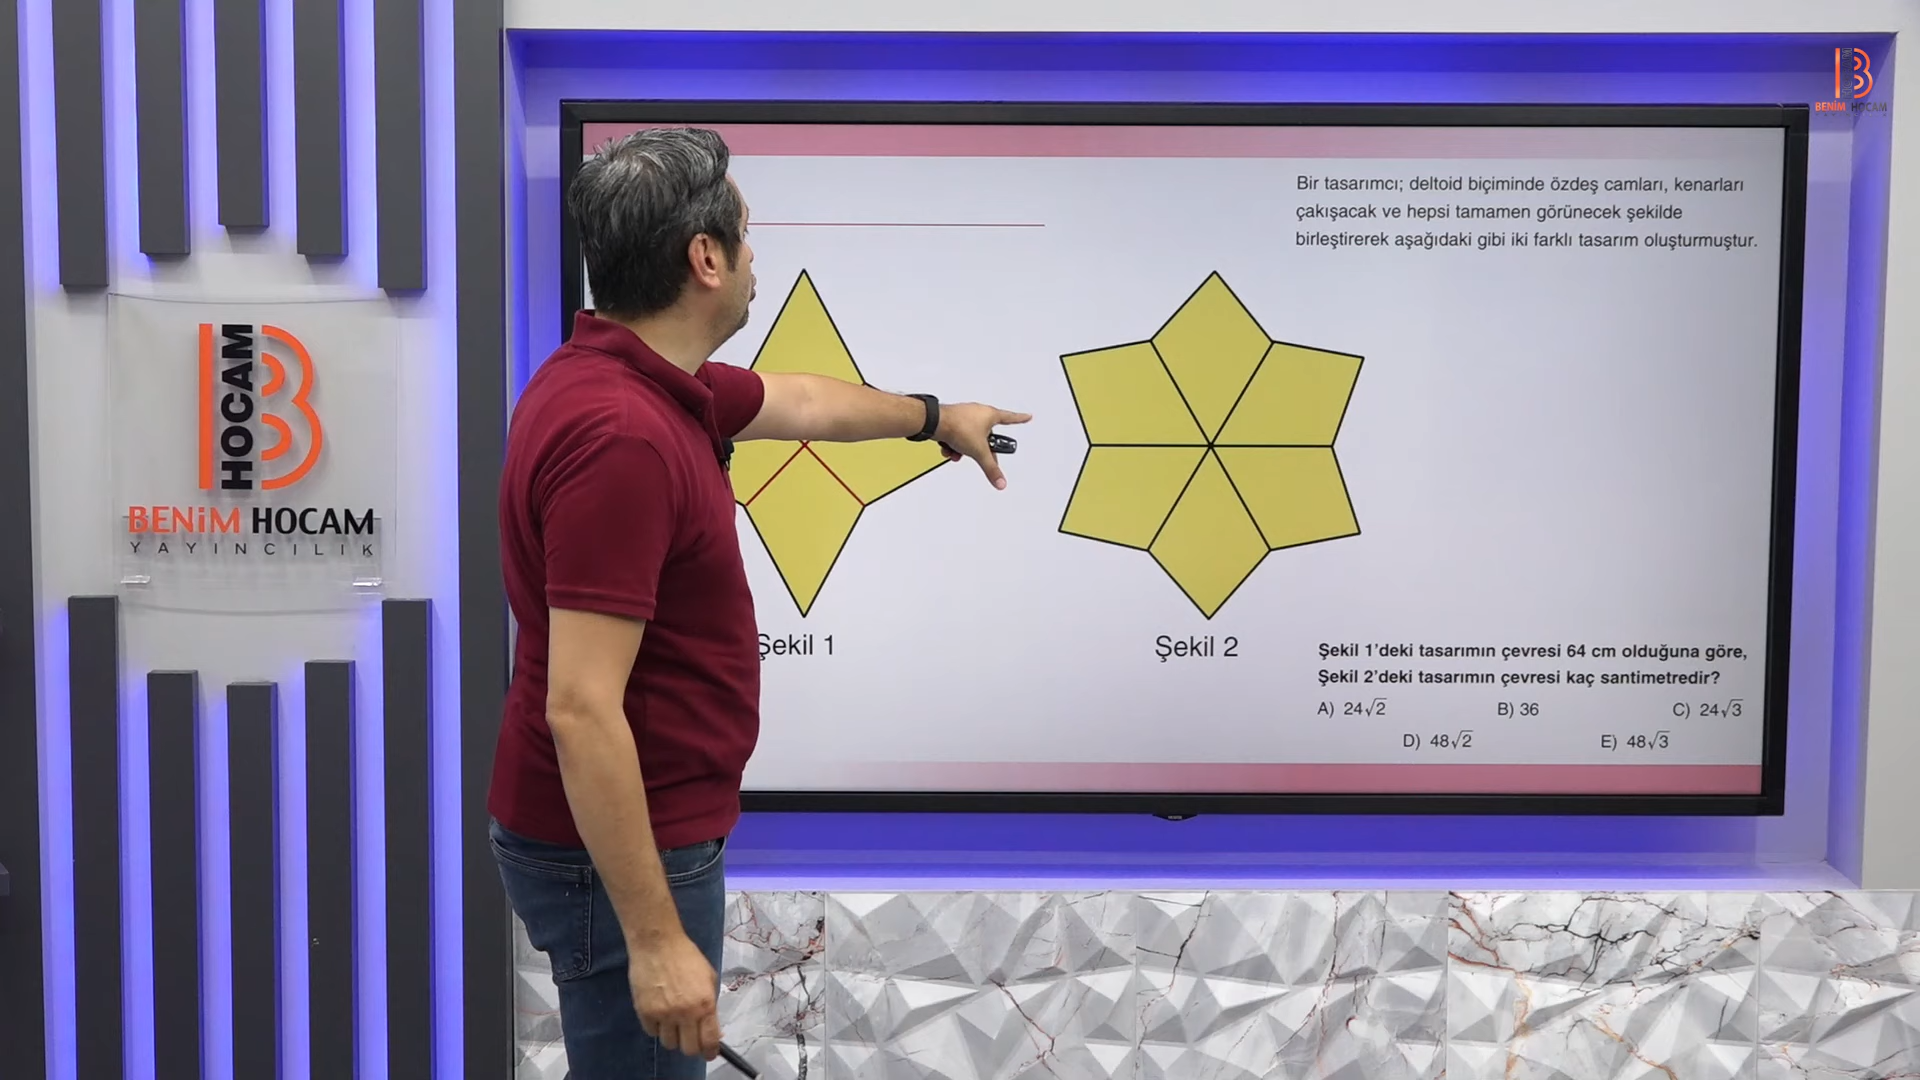 BENİM HOCAM
Bir tasarımcı; deltoid biçiminde özdeş camları, kenarları
çakışacak ve hepsi tamamen görünecek şekilde
birleştirerek aşağıdaki gibi iki farklı tasarım oluşturmuştur.
HOCAM
BENİM HOCAM
YAYINCILIK
Şekil 1
Şekil 2
Şekil 1'deki tasarımın çevresi 64 cm olduğuna göre,
Şekil 2'deki tasarımın çevresi kaç santimetredir?
A) 24√2 B) 36 C) 24√3
D) 48√2 E) 48√3